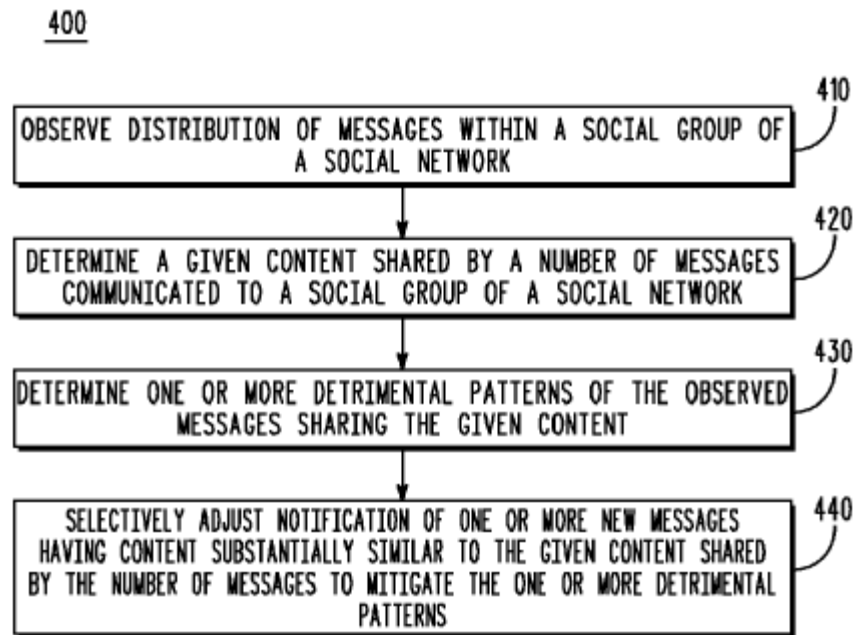 400
410
OBSERVE DISTRIBUTION OF MESSAGES WITHIN A SOCIAL GROUP OF
A SOCIAL NETWORK
420
DETERMINE A GIVEN CONTENT SHARED BY A NUMBER OF MESSAGES
COMMUNICATED TO A SOCIAL GROUP OF A SOCIAL NETWORK
430
DETERMINE ONE OR MORE DETRIMENTAL PATTERNS OF THE OBSERVED
MESSAGES SHARING THE GIVEN CONTENT
440
SELECTIVELY ADJUST NOTIFICATION OF ONE OR MORE NEW MESSAGES
HAVING CONTENT SUBSTANTIALLY SIMILAR TO THE GIVEN CONTENT SHARED
BY THE NUMBER OF MESSAGES TO MITIGATE THE ONE OR MORE DETRIMENTAL
PATTERNS